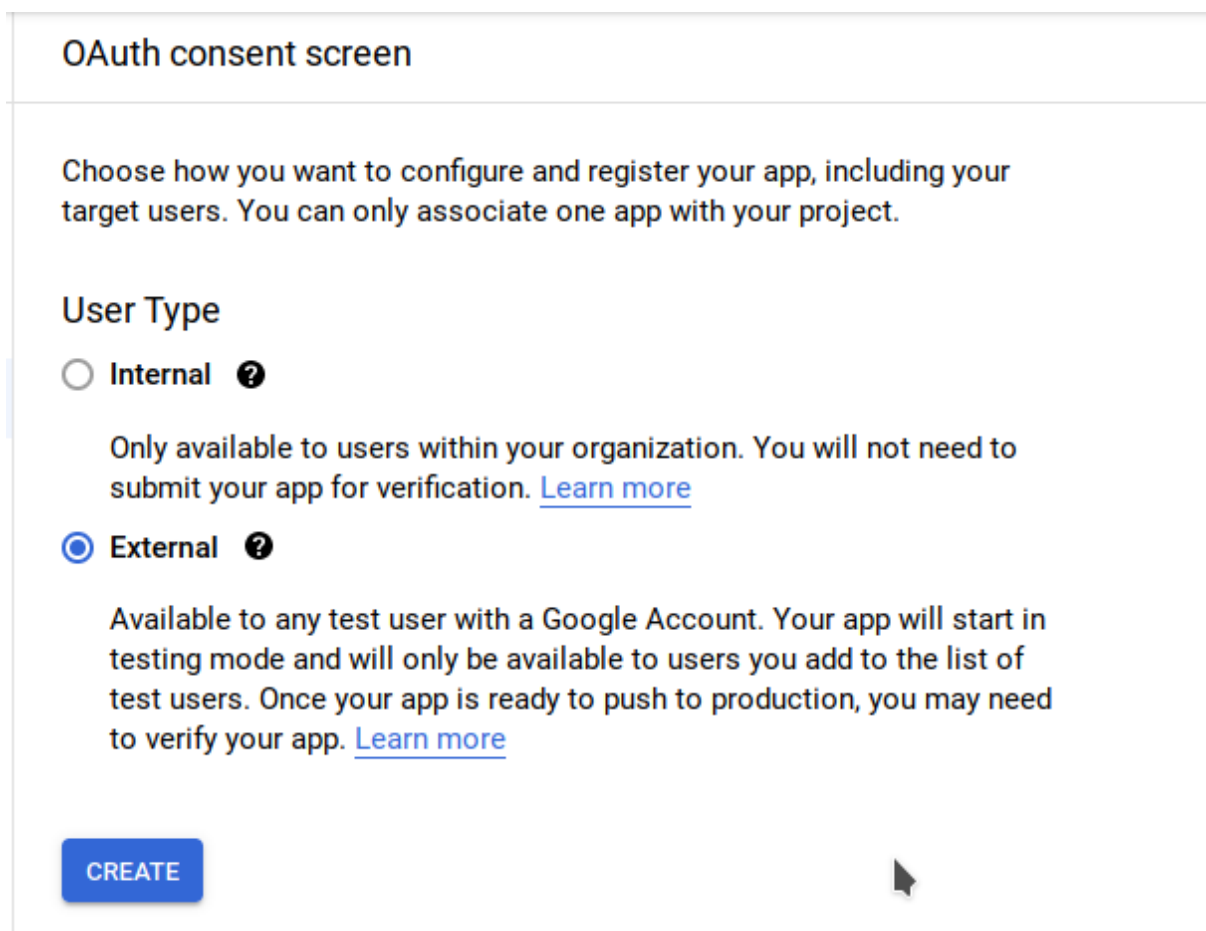 OAuth consent screen
Choose how you want to configure and register your app, including your
target users. You can only associate one app with your project.
User Type
Internal
Only available to users within your organization. You will not need to
submit your app for verification. Learn more
External
Available to any test user with a Google Account. Your app will start in
testing mode and will only be available to users you add to the list of
test users. Once your app is ready to push to production, you may need
to verify your app. Learn more
CREATE